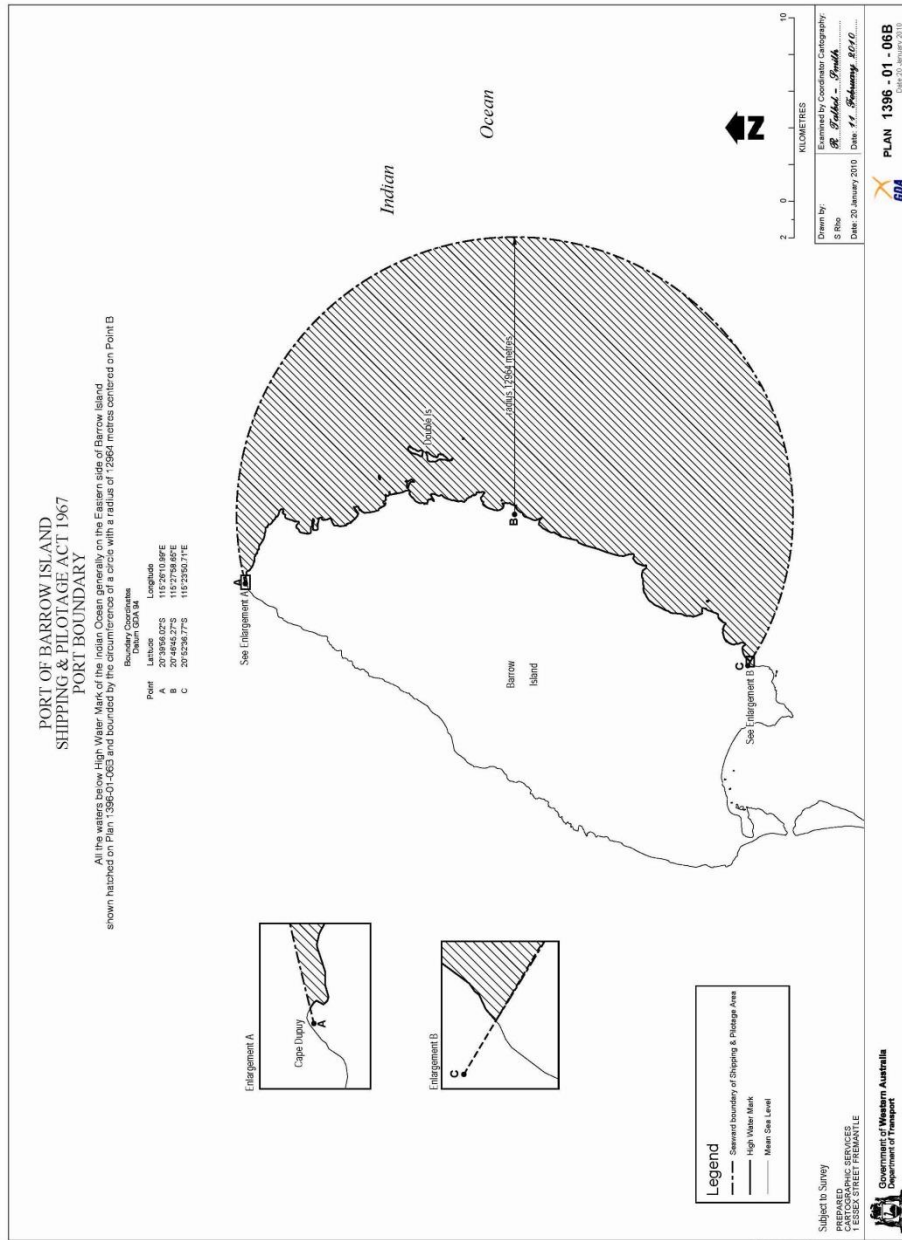 PORT OF BARROW ISLAND
SHIPPING & PILOTAGE ACT 1967
PORT BOUNDARY
All the waters below High Water Mark of the Indian Ocean generally on the Eastern side of Barrow Island
shown hatched on Plan 1396-01-06B and bounded by the circumference of a circle with a radius of 12964 metres centered on Point B
Boundary Coordinates
Datum GDA 94
Point Latitude Longitude
A 20°39'56.02"S 115°26'10.99"E
B 20°46'45.27"S 115°27'58.65"E
C 20°52'36.77"S 115°23'50.71"E
Enlargement A
Cape Dupuy
A
Enlargement B
C
See Enlargement A
Indian
Ocean
Double Is
B
radius 12964 metres
Barrow
Island
C
See Enlargement B
N
Legend
Seaward boundary of Shipping & Pilotage Area
High Water Mark
Mean Sea Level
2 0 10
KILOMETRES
Subject to Survey
PREPARED
CARTOGRAPHIC SERVICES
1 ESSEX STREET FREMANTLE
Drawn by:
S Rho
Date: 20 January 2010
Examined by Coordinator Cartography:
R Talbot - Smith
Date: 11 February 2010
Government of Western Australia
Department of Transport
GDA
PLAN 1396 - 01 - 06B
Date 20 January 2010